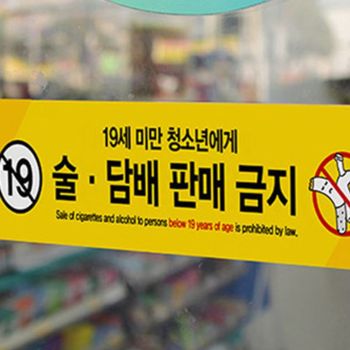 19세 미만 청소년에게
19 술 · 담배 판매 금지
Sale of cigarettes and alcohol to persons below 19 years of age is prohibited by law.